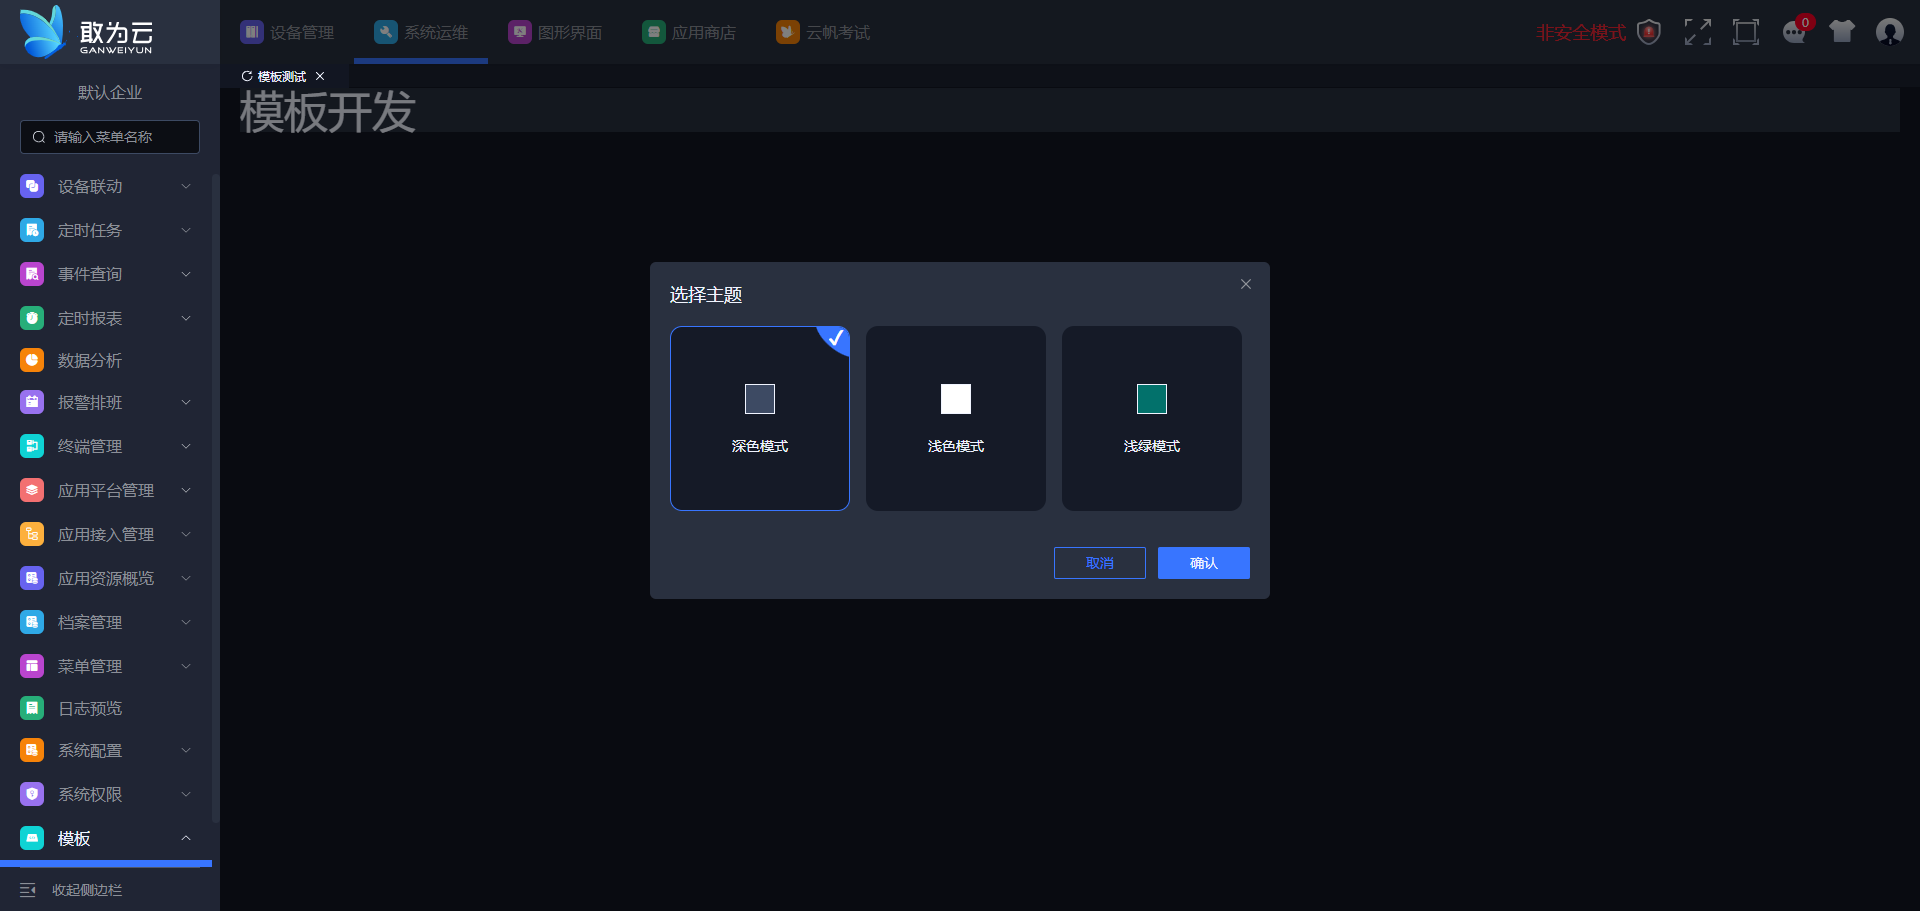 敢为云
GANWEIYUN
设备管理
系统运维
图形界面
应用商店
云帆考试
非安全模式
0
默认企业
请输入菜单名称
设备联动
定时任务
事件查询
定时报表
数据分析
报警排班
终端管理
应用平台管理
应用接入管理
应用资源概览
档案管理
菜单管理
日志预览
系统配置
系统权限
模板
收起侧边栏
模板测试
模板开发
选择主题
深色模式
浅色模式
浅绿模式
取消
确认